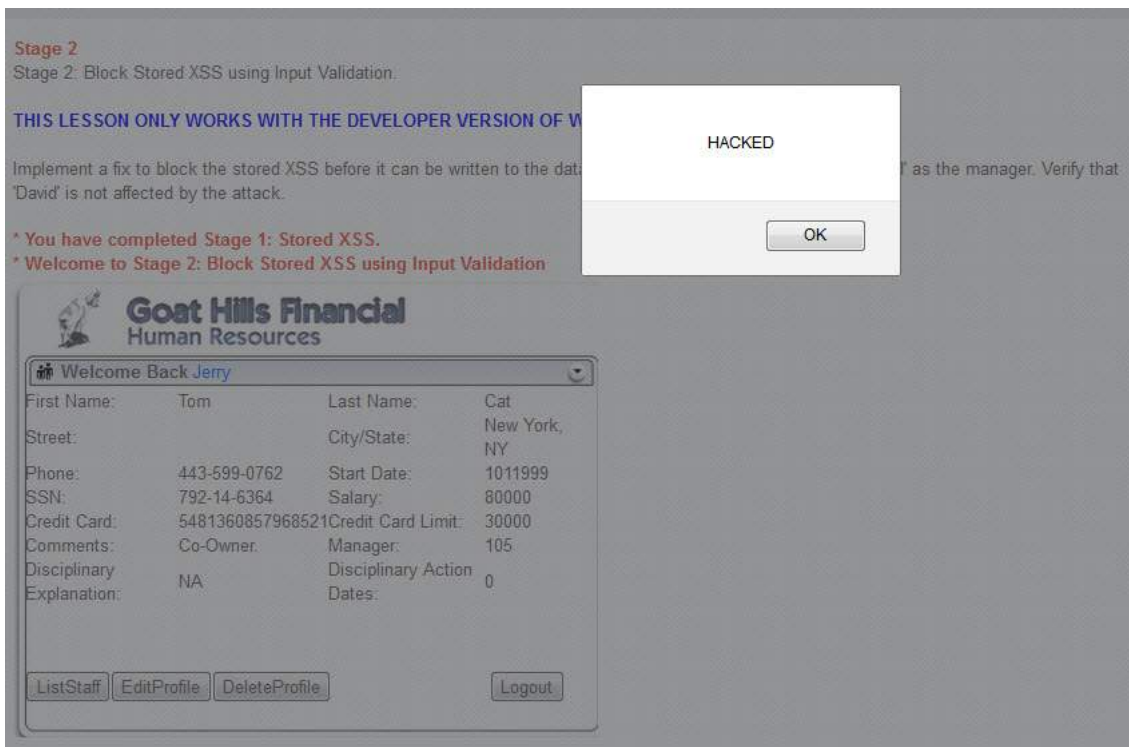 Stage 2
Stage 2: Block Stored XSS using Input Validation.
THIS LESSON ONLY WORKS WITH THE DEVELOPER VERSION OF
Implement a fix to block the stored XSS before it can be written to the as the manager. Verify that
'David' is not affected by the attack.
* You have completed Stage 1: Stored XSS.
* Welcome to Stage 2: Block Stored XSS using Input Validation
HACKED
OK
Goat Hills Financial
Human Resources
Welcome Back Jerry
First Name: Tom Last Name: Cat
Street: City/State: New York,
NY
Phone: 443-599-0762 Start Date: 1011999
SSN: 792-14-6364 Salary: 80000
Credit Card: 5481360857968521 Credit Card Limit: 30000
Comments: Co-Owner. Manager: 105
Disciplinary
Explanation: NA Disciplinary Action
Dates: 0
ListStaff EditProfile DeleteProfile Logout